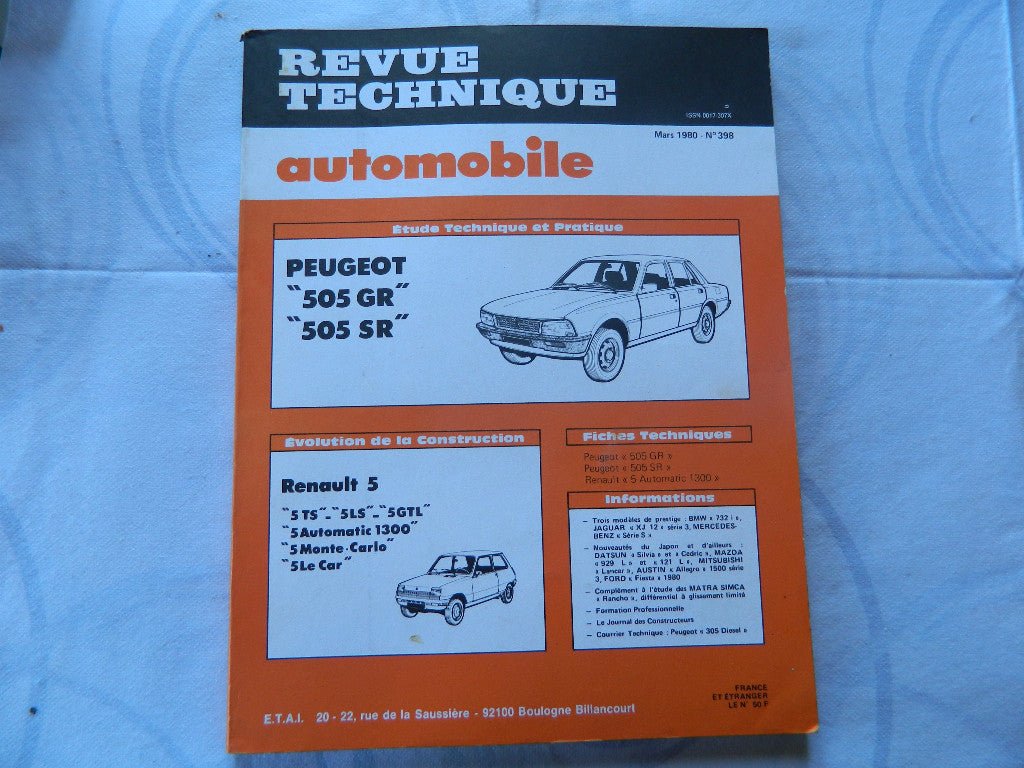 REVUE
TECHNIQUE
ISSN 0017 307X
Mars 1980 - N° 398
automobile
Étude Technique et Pratique
PEUGEOT
"505 GR"
"505 SR"
Évolution de la Construction
Renault 5
"5 TS" - "5 LS" - "5 GTL"
"5 Automatic 1300"
"5 Monte-Carlo"
"5 Le Car"
Fiches Techniques
Peugeot « 505 GR »
Peugeot « 505 SR »
Renault « 5 Automatic 1300 »
Informations
— Trois modèles de prestige : BMW « 732 i »,
JAGUAR « XJ 12 » série 3, MERCEDES-
BENZ « Série S »
— Nouveautés du Japon et d'ailleurs :
DATSUN « Silvia » et « Cedric », MAZDA
« 929 L » et « 121 L », MITSUBISHI
« Lancer », AUSTIN « Allegro » 1500 série
3, FORD « Fiesta » 1980
— Complément à l'étude des MATRA SIMCA
« Rancho », différentiel à glissement limité
— Formation Professionnelle
— Le Journal des Constructeurs
— Courrier Technique : Peugeot « 305 Diesel »
FRANCE
ET ÉTRANGER
LE N° 50 F
E.T.A.I. 20 - 22, rue de la Saussière - 92100 Boulogne Billancourt